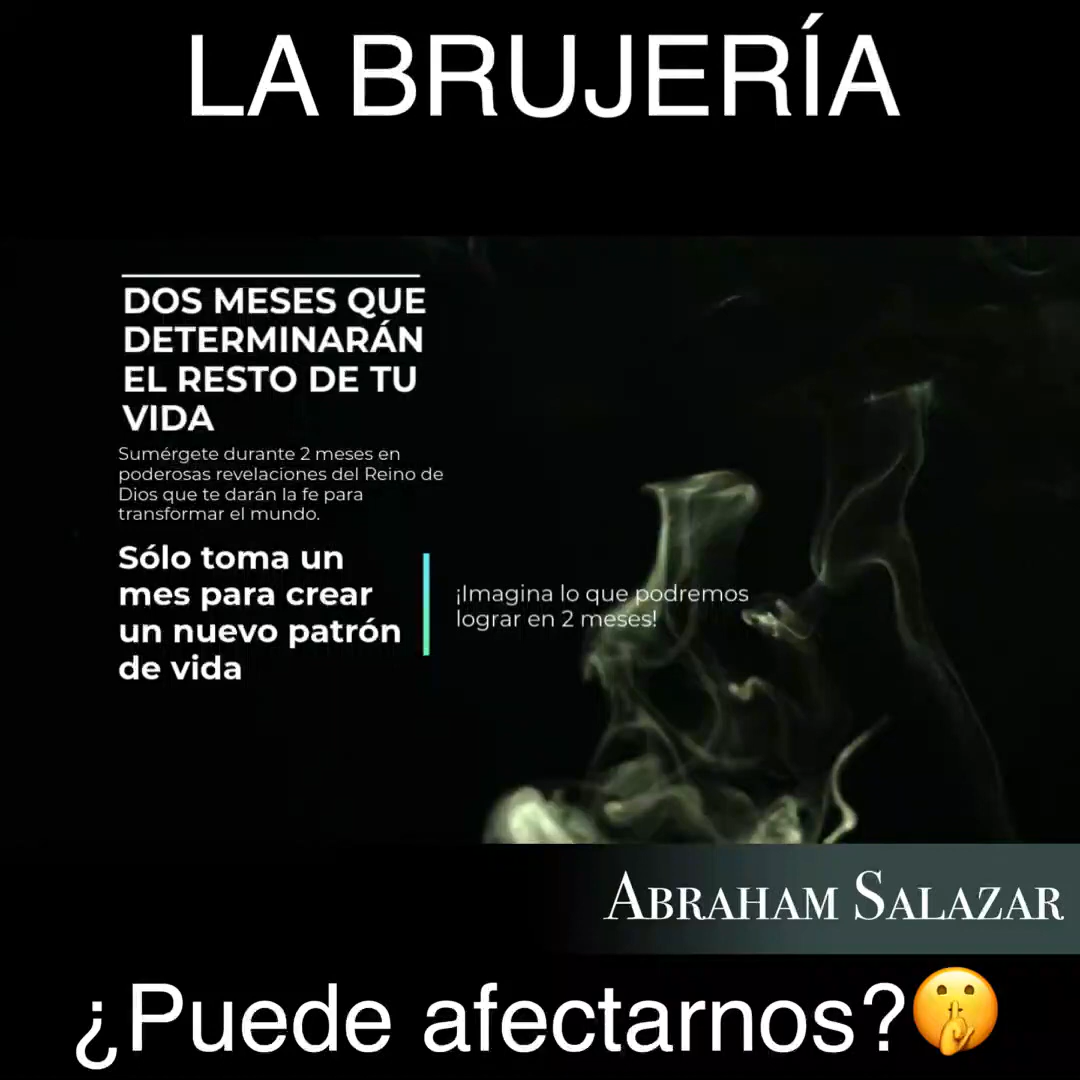 LA BRUJERÍA
DOS MESES QUE
DETERMINARÁN
EL RESTO DE TU
VIDA
Sumérgete durante 2 meses en
poderosas revelaciones del Reino de
Dios que te darán la fe para
transformar el mundo.
Sólo toma un
mes para crear
un nuevo patrón
de vida
¡Imagina lo que podremos
lograr en 2 meses!
ABRAHAM SALAZAR
¿Puede afectarnos?🤫